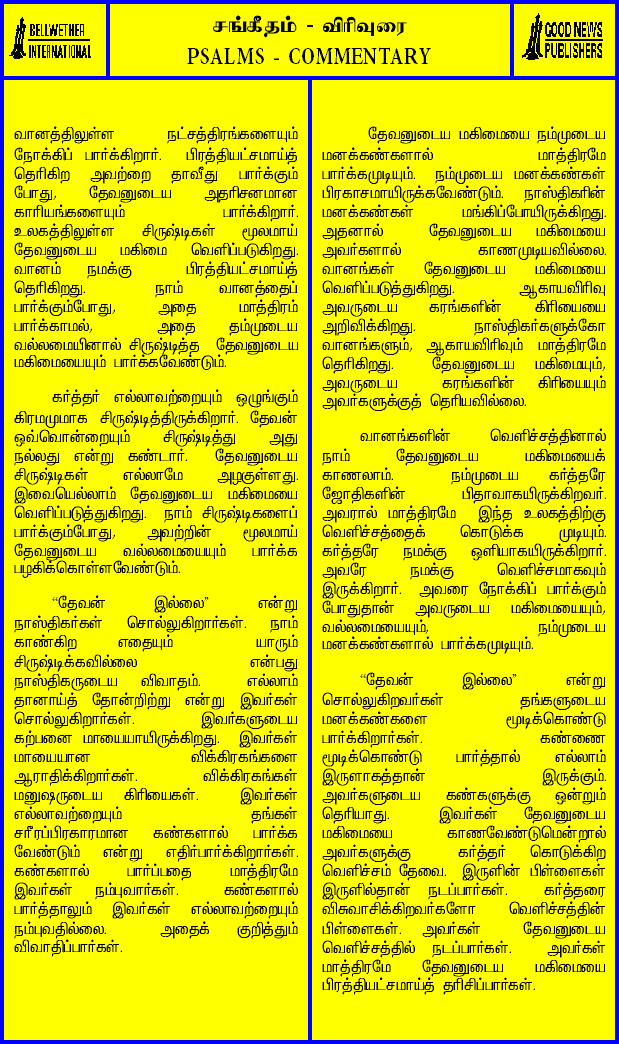 BELLWETHER
INTERNATIONAL
சங்கீதம் - விரிவுரை
PSALMS - COMMENTARY
GOOD NEWS
PUBLISHERS
வானத்திலுள்ள நட்சத்திரங்களையும்
நோக்கிப் பார்க்கிறார். பிரத்தியட்சமாய்த்
தெரிகிற அவற்றை தாவீது பார்க்கும்
போது, தேவனுடைய அதரிசனமான
காரியங்களையும் பார்க்கிறார்.
உலகத்திலுள்ள சிருஷ்டிகள் மூலமாய்
தேவனுடைய மகிமை வெளிப்படுகிறது.
வானம் நமக்கு பிரத்தியட்சமாய்த்
தெரிகிறது. நாம் வானத்தைப்
பார்க்கும்போது, அதை மாத்திரம்
பார்க்காமல், அதை தம்முடைய
வல்லமையினால் சிருஷ்டித்த தேவனுடைய
மகிமையையும் பார்க்கவேண்டும்.
கர்த்தர் எல்லாவற்றையும் ஒழுங்கும்
கிரமமுமாக சிருஷ்டித்திருக்கிறார். தேவன்
ஒவ்வொன்றையும் சிருஷ்டித்து அது
நல்லது என்று கண்டார். தேவனுடைய
சிருஷ்டிகள் எல்லாமே அழகுள்ளது.
இவையெல்லாம் தேவனுடைய மகிமையை
வெளிப்படுத்துகிறது. நாம் சிருஷ்டிகளைப்
பார்க்கும்போது, அவற்றின் மூலமாய்
தேவனுடைய வல்லமையையும் பார்க்க
பழகிக்கொள்ளவேண்டும்.
“தேவன் இல்லை” என்று
நாஸ்திகர்கள் சொல்லுகிறார்கள். நாம்
காண்கிற எதையும் யாரும்
சிருஷ்டிக்கவில்லை என்பது
நாஸ்திகருடைய விவாதம். எல்லாம்
தானாய்த் தோன்றிற்று என்று இவர்கள்
சொல்லுகிறார்கள். இவர்களுடைய
கற்பனை மாயையாயிருக்கிறது. இவர்கள்
மாயையான விக்கிரகங்களை
ஆராதிக்கிறார்கள். விக்கிரகங்கள்
மனுஷருடைய கிரியைகள். இவர்கள்
எல்லாவற்றையும் தங்கள்
சரீரப்பிரகாரமான கண்களால் பார்க்க
வேண்டும் என்று எதிர்பார்க்கிறார்கள்.
கண்களால் பார்ப்பதை மாத்திரமே
இவர்கள் நம்புவார்கள். கண்களால்
பார்த்தாலும் இவர்கள் எல்லாவற்றையும்
நம்புவதில்லை. அதைக் குறித்தும்
விவாதிப்பார்கள்.
தேவனுடைய மகிமையை நம்முடைய
மனக்கண்களால் மாத்திரமே
பார்க்கமுடியும். நம்முடைய மனக்கண்கள்
பிரகாசமாயிருக்கவேண்டும். நாஸ்திகரின்
மனக்கண்கள் மங்கிப்போயிருக்கிறது.
அதனால் தேவனுடைய மகிமையை
அவர்களால் காணமுடியவில்லை.
வானங்கள் தேவனுடைய மகிமையை
வெளிப்படுத்துகிறது. ஆகாயவிரிவு
அவருடைய கரங்களின் கிரியையை
அறிவிக்கிறது. நாஸ்திகர்களுக்கோ
வானங்களும், ஆகாயவிரிவும் மாத்திரமே
தெரிகிறது. தேவனுடைய மகிமையும்,
அவருடைய கரங்களின் கிரியையும்
அவர்களுக்குத் தெரியவில்லை.
வானங்களின் வெளிச்சத்தினால்
நாம் தேவனுடைய மகிமையைக்
காணலாம். நம்முடைய கர்த்தரே
ஜோதிகளின் பிதாவாகயிருக்கிறவர்.
அவரால் மாத்திரமே இந்த உலகத்திற்கு
வெளிச்சத்தைக் கொடுக்க முடியும்.
கர்த்தரே நமக்கு ஒளியாகயிருக்கிறார்.
அவரே நமக்கு வெளிச்சமாகவும்
இருக்கிறார். அவரை நோக்கிப் பார்க்கும்
போதுதான் அவருடைய மகிமையையும்,
வல்லமையையும், நம்முடைய
மனக்கண்களால் பார்க்கமுடியும்.
“தேவன் இல்லை” என்று
சொல்லுகிறவர்கள் தங்களுடைய
மனக்கண்களை மூடிக்கொண்டு
பார்க்கிறார்கள். கண்ணை
மூடிக்கொண்டு பார்த்தால் எல்லாம்
இருளாகத்தான் இருக்கும்.
அவர்களுடைய கண்களுக்கு ஒன்றும்
தெரியாது. இவர்கள் தேவனுடைய
மகிமையை காணவேண்டுமென்றால்
அவர்களுக்கு கர்த்தர் கொடுக்கிற
வெளிச்சம் தேவை. இருளின் பிள்ளைகள்
இருளில்தான் நடப்பார்கள். கர்த்தரை
விசுவாசிக்கிறவர்களோ வெளிச்சத்தின்
பிள்ளைகள். அவர்கள் தேவனுடைய
வெளிச்சத்தில் நடப்பார்கள். அவர்கள்
மாத்திரமே தேவனுடைய மகிமையை
பிரத்தியட்சமாய்த் தரிசிப்பார்கள்.